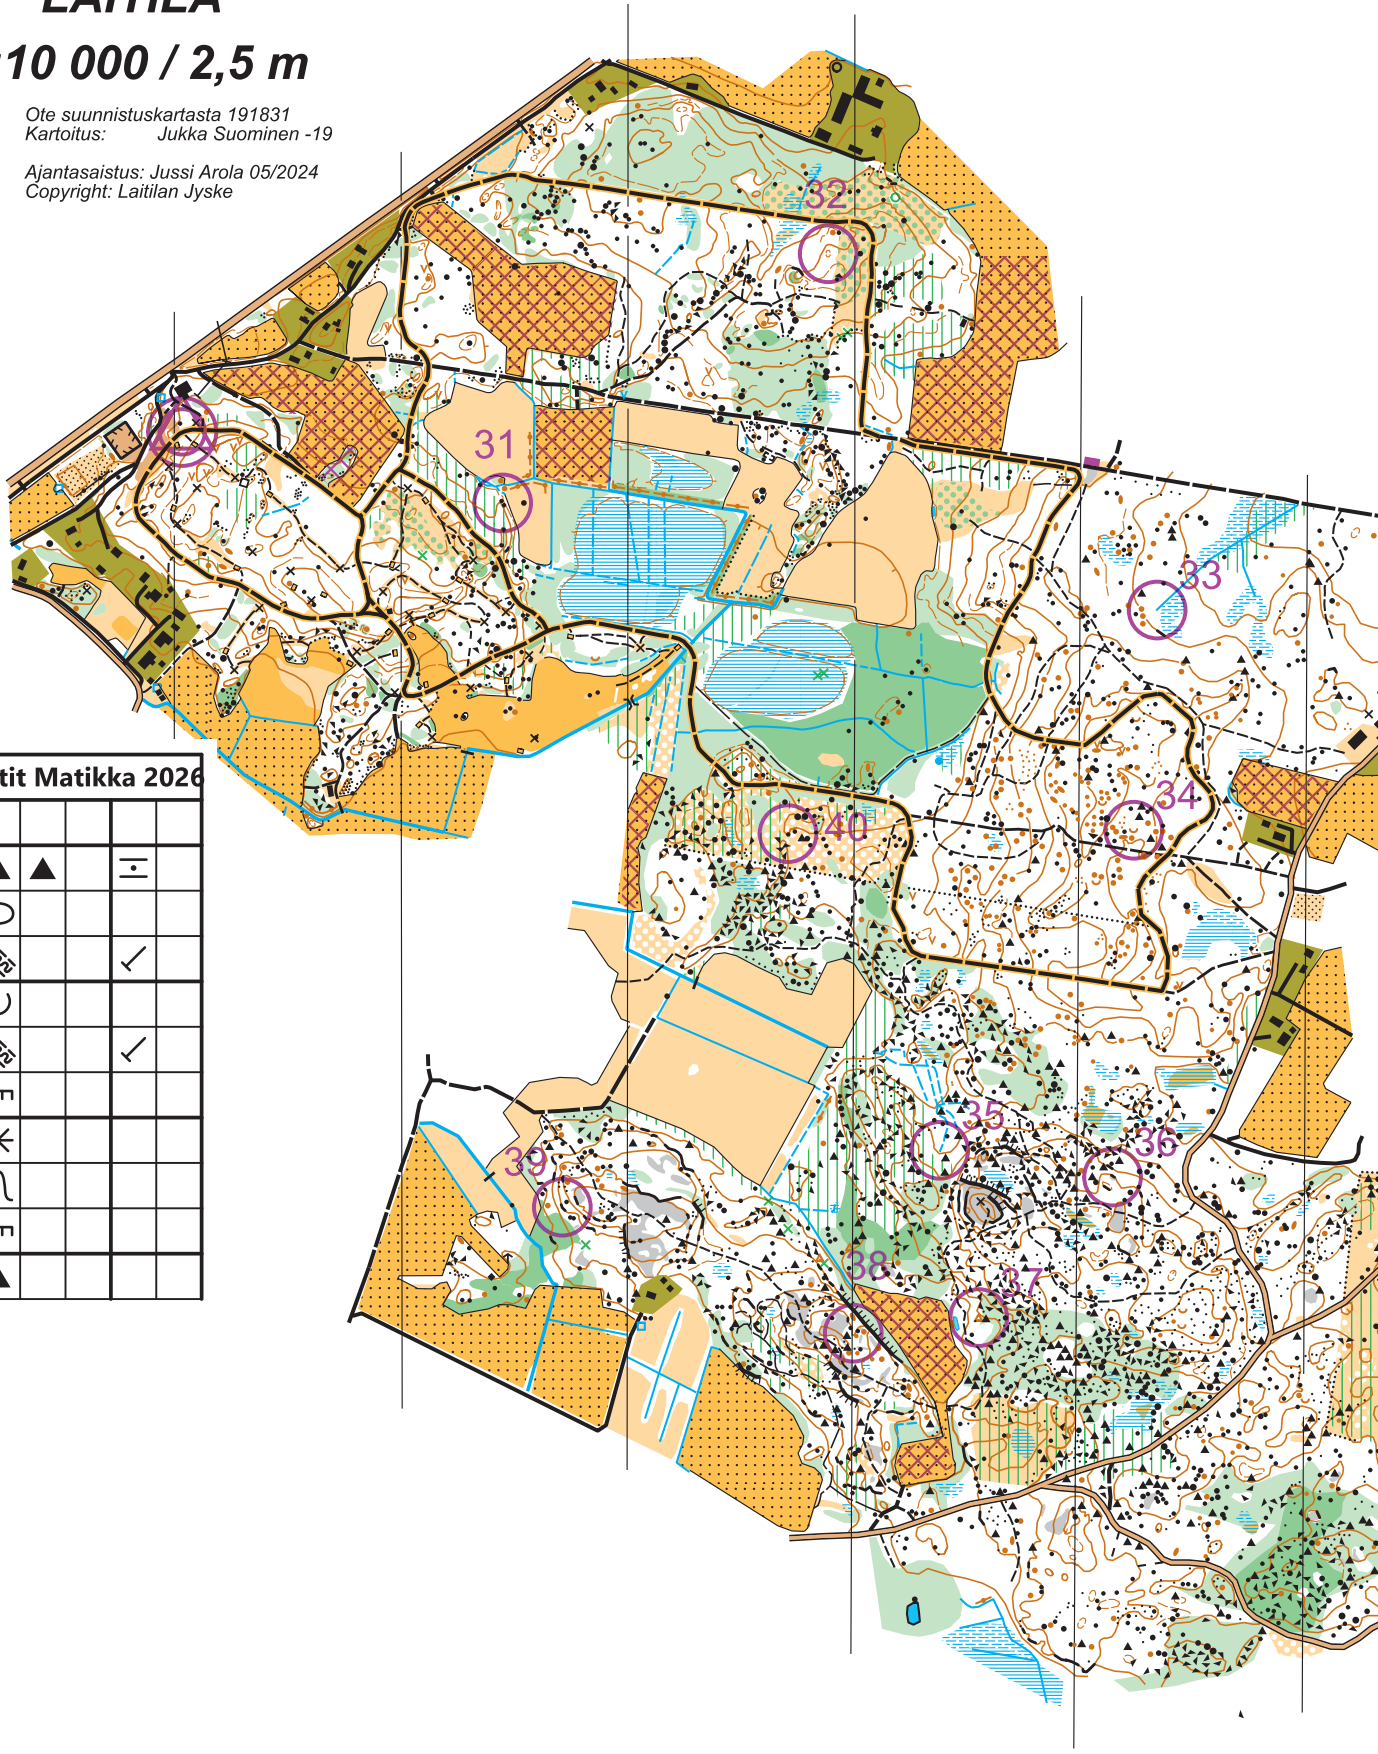 LAITILA
10 000 / 2,5 m
Ote suunnistuskartasta 191831
Kartoitus: Jukka Suominen -19
Ajantasaistus: Jussi Arola 05/2024
Copyright: Laitilan Jyske
32
31
33
34
40
35
36
39
38
37
tit Matikka 2026